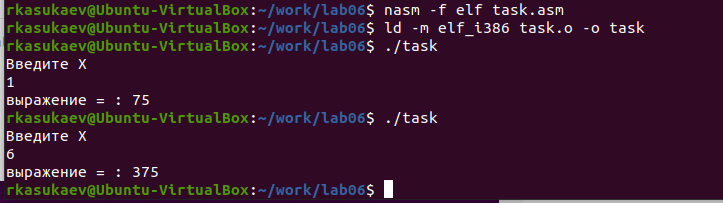 rkasukaev@Ubuntu-VirtualBox:~/work/lab06$ nasm -f elf task.asm
rkasukaev@Ubuntu-VirtualBox:~/work/lab06$ ld -m elf_i386 task.o -o task
rkasukaev@Ubuntu-VirtualBox:~/work/lab06$ ./task
Введите X
1
выражение = : 75
rkasukaev@Ubuntu-VirtualBox:~/work/lab06$ ./task
Введите X
6
выражение = : 375
rkasukaev@Ubuntu-VirtualBox:~/work/lab06$